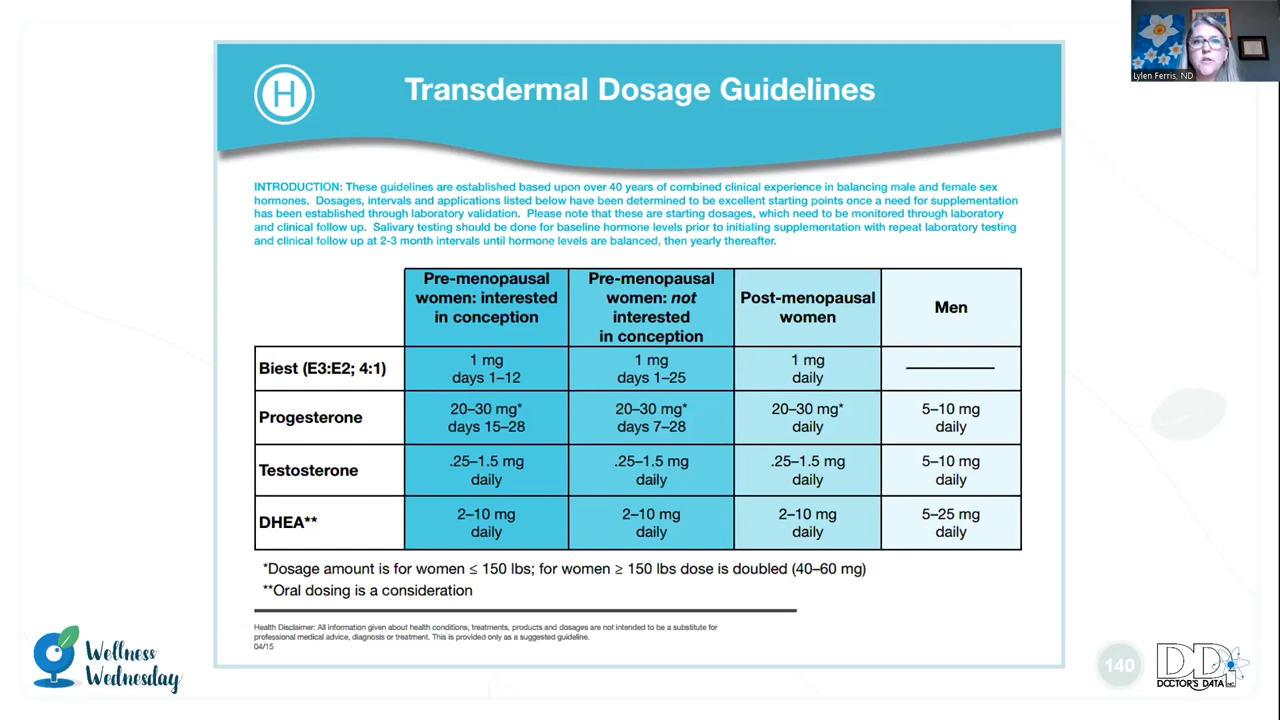 Lylen Ferris, ND
H
Transdermal Dosage Guidelines
INTRODUCTION: These guidelines are established based upon over 40 years of combined clinical experience in balancing male and female sex
hormones. Dosages, intervals and applications listed below have been determined to be excellent starting points once a need for supplementation
has been established through laboratory validation. Please note that these are starting dosages, which need to be monitored through laboratory
and clinical follow up. Salivary testing should be done for baseline hormone levels prior to initiating supplementation with repeat laboratory testing
and clinical follow up at 2-3 month intervals until hormone levels are balanced, then yearly thereafter.
Pre-menopausal
women: interested
in conception
Pre-menopausal
women: not
interested
in conception
Post-menopausal
women
Men
Biest (E3:E2; 4:1)
1 mg
days 1–12
1 mg
days 1–25
1 mg
daily
Progesterone
20–30 mg*
days 15–28
20–30 mg*
days 7–28
20–30 mg*
daily
5–10 mg
daily
Testosterone
.25–1.5 mg
daily
.25–1.5 mg
daily
.25–1.5 mg
daily
5–10 mg
daily
DHEA**
2–10 mg
daily
2–10 mg
daily
2–10 mg
daily
5–25 mg
daily
*Dosage amount is for women ≤ 150 lbs; for women ≥ 150 lbs dose is doubled (40–60 mg)
**Oral dosing is a consideration
Health Disclaimer: All information given about health conditions, treatments, products and dosages are not intended to be a substitute for
professional medical advice, diagnosis or treatment. This is provided only as a suggested guideline.
04/15
Wellness
Wednesday
140
DDI
DOCTOR'S DATA INC.